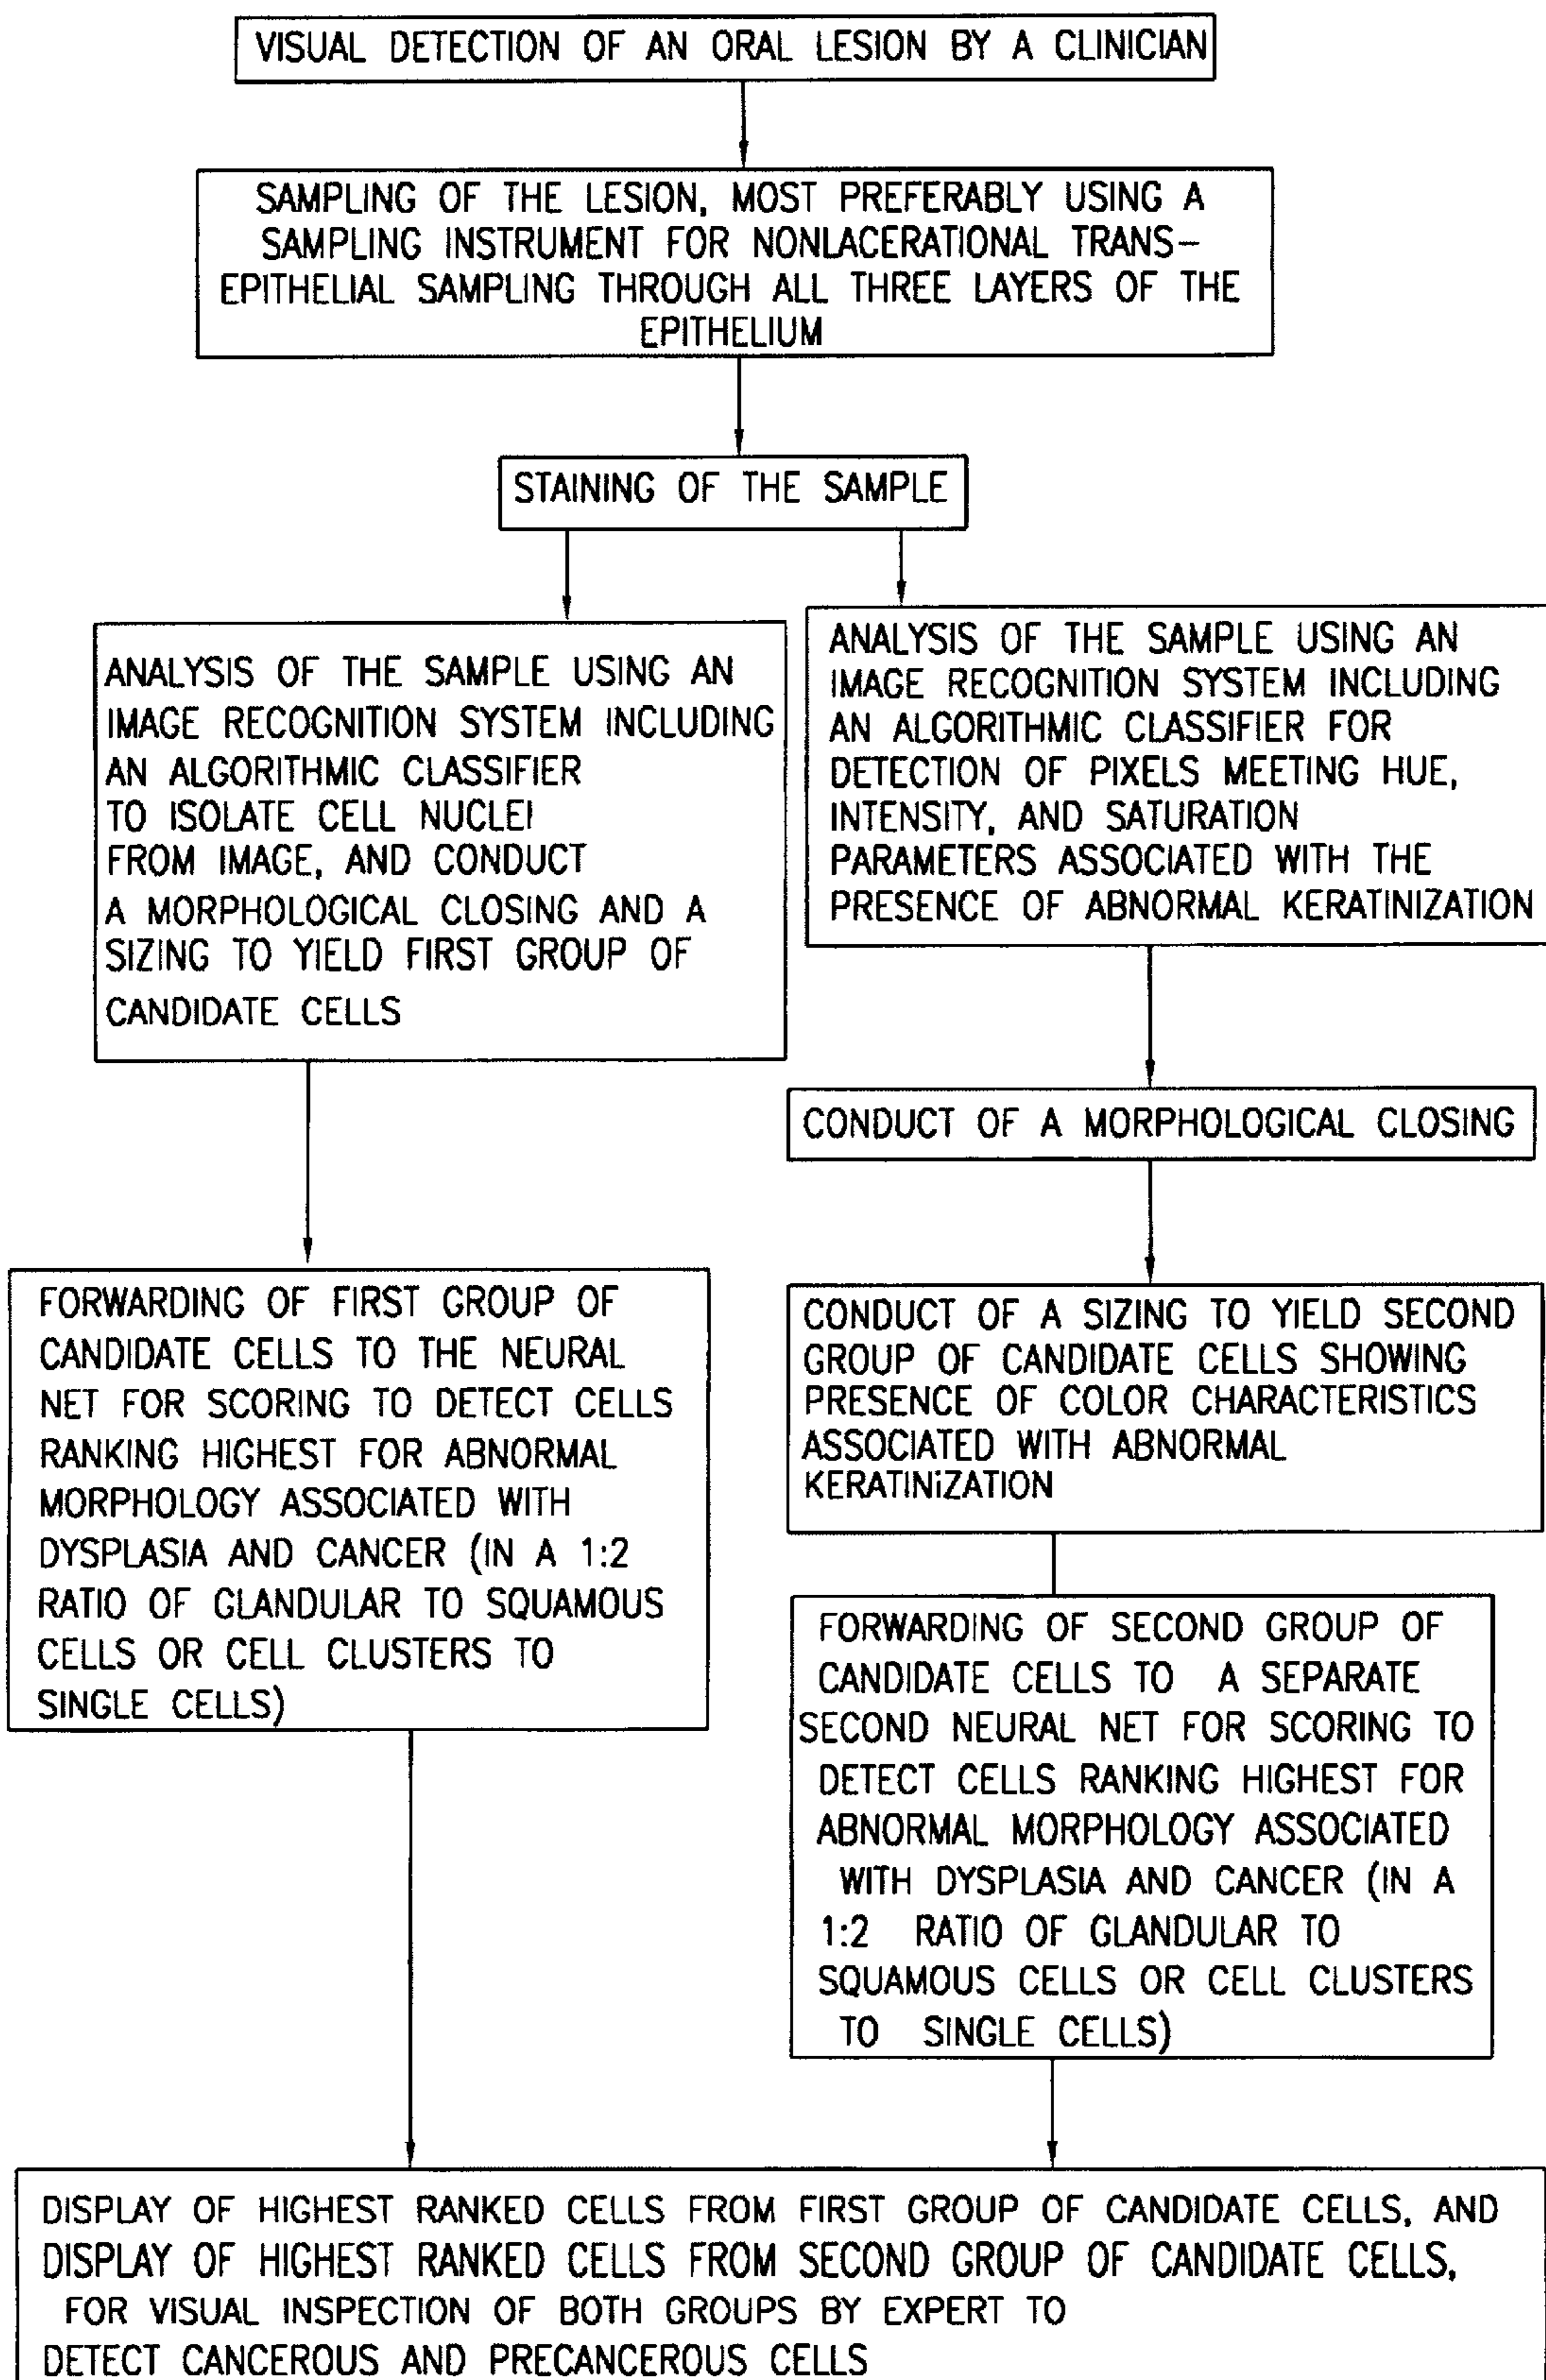 VISUAL DETECTION OF AN ORAL LESION BY A CLINICIAN
SAMPLING OF THE LESION, MOST PREFERABLY USING A
SAMPLING INSTRUMENT FOR NONLACERATIONAL TRANS-
EPITHELIAL SAMPLING THROUGH ALL THREE LAYERS OF THE
EPITHELIUM
STAINING OF THE SAMPLE
ANALYSIS OF THE SAMPLE USING AN
IMAGE RECOGNITION SYSTEM INCLUDING
AN ALGORITHMIC CLASSIFIER
TO ISOLATE CELL NUCLEI
FROM IMAGE, AND CONDUCT
A MORPHOLOGICAL CLOSING AND A
SIZING TO YIELD FIRST GROUP OF
CANDIDATE CELLS
ANALYSIS OF THE SAMPLE USING AN
IMAGE RECOGNITION SYSTEM INCLUDING
AN ALGORITHMIC CLASSIFIER FOR
DETECTION OF PIXELS MEETING HUE,
INTENSITY, AND SATURATION
PARAMETERS ASSOCIATED WITH THE
PRESENCE OF ABNORMAL KERATINIZATION
CONDUCT OF A MORPHOLOGICAL CLOSING
FORWARDING OF FIRST GROUP OF
CANDIDATE CELLS TO THE NEURAL
NET FOR SCORING TO DETECT CELLS
RANKING HIGHEST FOR ABNORMAL
MORPHOLOGY ASSOCIATED WITH
DYSPLASIA AND CANCER (IN A 1:2
RATIO OF GLANDULAR TO SQUAMOUS
CELLS OR CELL CLUSTERS TO
SINGLE CELLS)
CONDUCT OF A SIZING TO YIELD SECOND
GROUP OF CANDIDATE CELLS SHOWING
PRESENCE OF COLOR CHARACTERISTICS
ASSOCIATED WITH ABNORMAL
KERATINiZATION
FORWARDING OF SECOND GROUP OF
CANDIDATE CELLS TO A SEPARATE
SECOND NEURAL NET FOR SCORING TO
DETECT CELLS RANKING HIGHEST FOR
ABNORMAL MORPHOLOGY ASSOCIATED
WITH DYSPLASIA AND CANCER (IN A
1:2 RATIO OF GLANDULAR TO
SQUAMOUS CELLS OR CELL CLUSTERS
TO SINGLE CELLS)
DISPLAY OF HIGHEST RANKED CELLS FROM FIRST GROUP OF CANDIDATE CELLS, AND
DISPLAY OF HIGHEST RANKED CELLS FROM SECOND GROUP OF CANDIDATE CELLS,
FOR VISUAL INSPECTION OF BOTH GROUPS BY EXPERT TO
DETECT CANCEROUS AND PRECANCEROUS CELLS